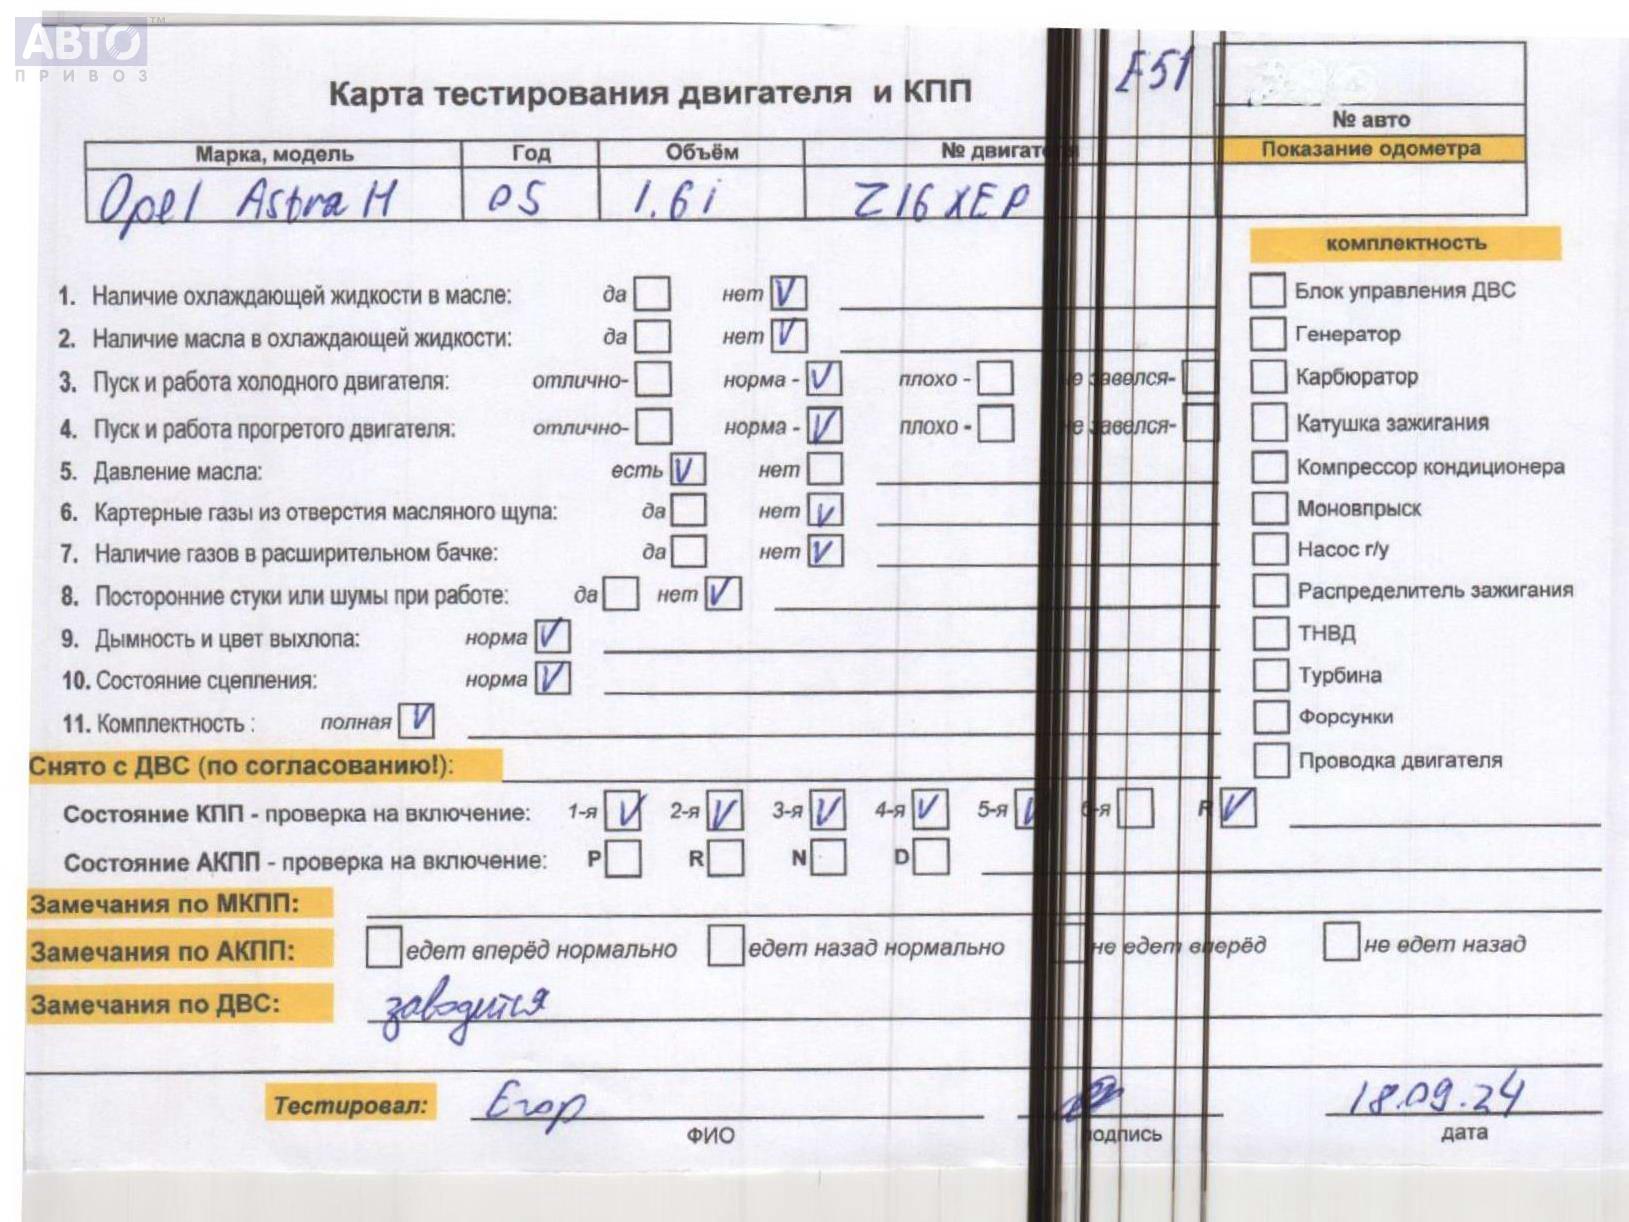 АВТО™
ПРИВОЗ
Карта тестирования двигателя и КПП
E51
№ авто
Марка, модель Год Объём № двигателя Показание одометра
Opel Astra H 05 1.6i Z16XEP
комплектность
1. Наличие охлаждающей жидкости в масле: да нет V
Блок управления ДВС
2. Наличие масла в охлаждающей жидкости: да нет V
Генератор
3. Пуск и работа холодного двигателя: отлично- норма - V плохо - не завелся-
Карбюратор
4. Пуск и работа прогретого двигателя: отлично- норма - V плохо - не завелся-
Катушка зажигания
5. Давление масла: есть V нет
Компрессор кондиционера
6. Картерные газы из отверстия масляного щупа: да нет V
Моновпрыск
7. Наличие газов в расширительном бачке: да нет V
Насос г/у
8. Посторонние стуки или шумы при работе: да нет V
Распределитель зажигания
9. Дымность и цвет выхлопа: норма V
ТНВД
10. Состояние сцепления: норма V
Турбина
11. Комплектность : полная V
Форсунки
Снято с ДВС (по согласованию!):
Проводка двигателя
Состояние КПП - проверка на включение: 1-я V 2-я V 3-я V 4-я V 5-я V 6-я R V
Состояние АКПП - проверка на включение: P R N D
Замечания по МКПП:
Замечания по АКПП: едет вперёд нормально едет назад нормально не едет вперёд не едет назад
Замечания по ДВС: заводится
Тестировал: Егор 18.09.24
ФИО подпись дата